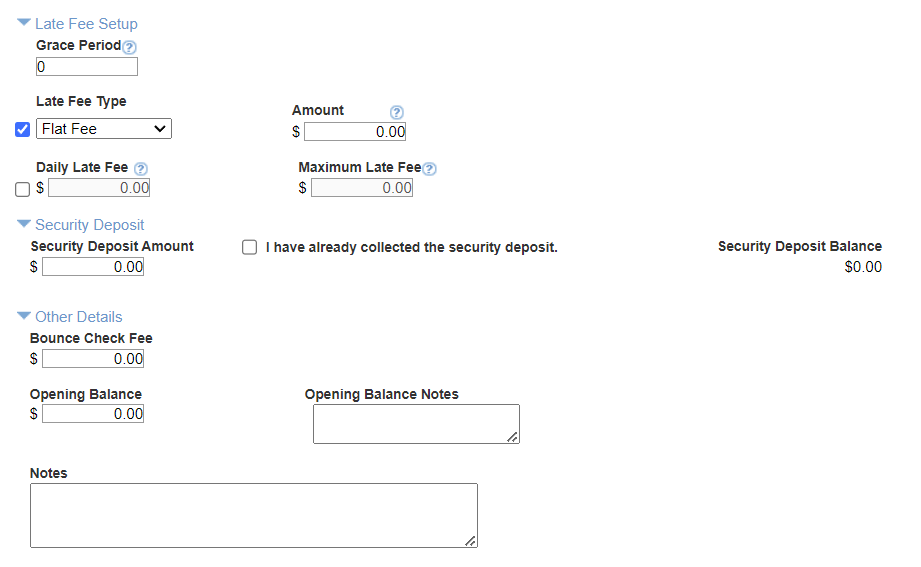 Late Fee Setup
Grace Period ?
0
Late Fee Type
Amount ?
Flat Fee
$ 0.00
Daily Late Fee ?
Maximum Late Fee ?
$ 0.00
$ 0.00
Security Deposit
Security Deposit Amount
I have already collected the security deposit.
Security Deposit Balance
$ 0.00
$0.00
Other Details
Bounce Check Fee
$ 0.00
Opening Balance
Opening Balance Notes
$ 0.00
Notes